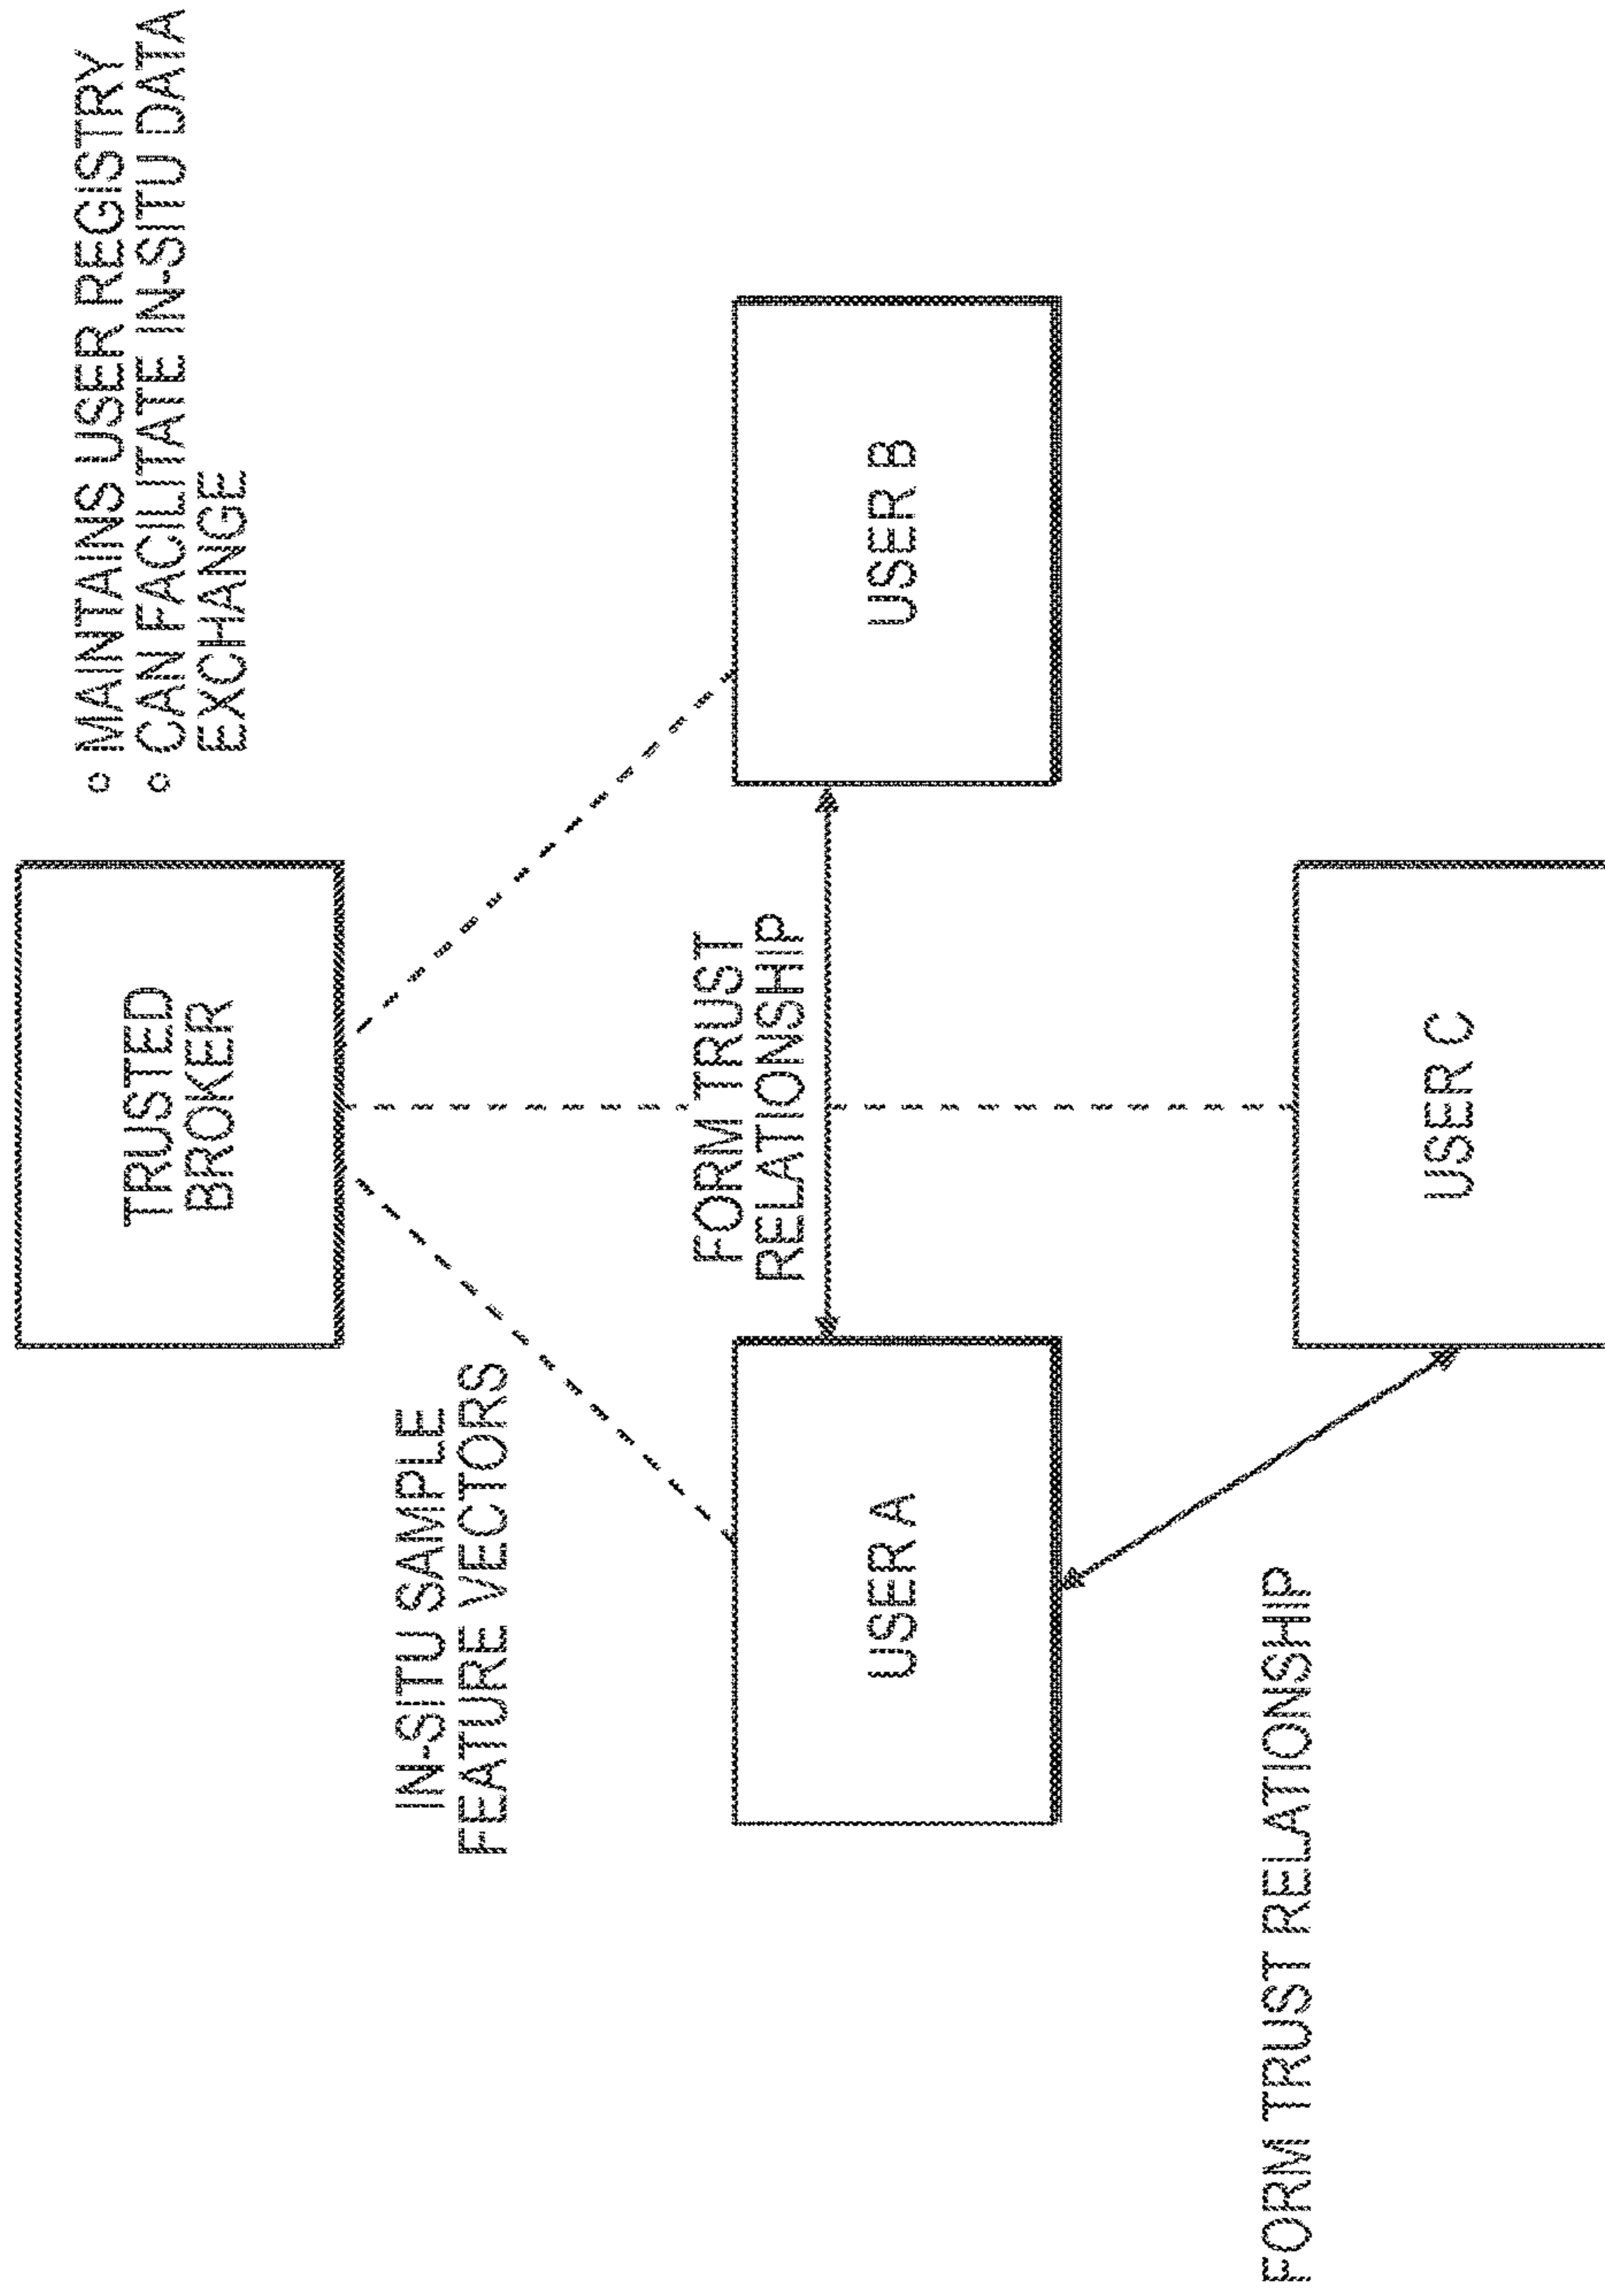 TRUSTED
BROKER
○ MAINTAINS USER REGISTRY
○ CAN FACILITATE IN-SITU DATA
EXCHANGE
IN-SITU SAMPLE
FEATURE VECTORS
FORM TRUST
RELATIONSHIP
USER A
USER B
FORM TRUST RELATIONSHIP
USER C